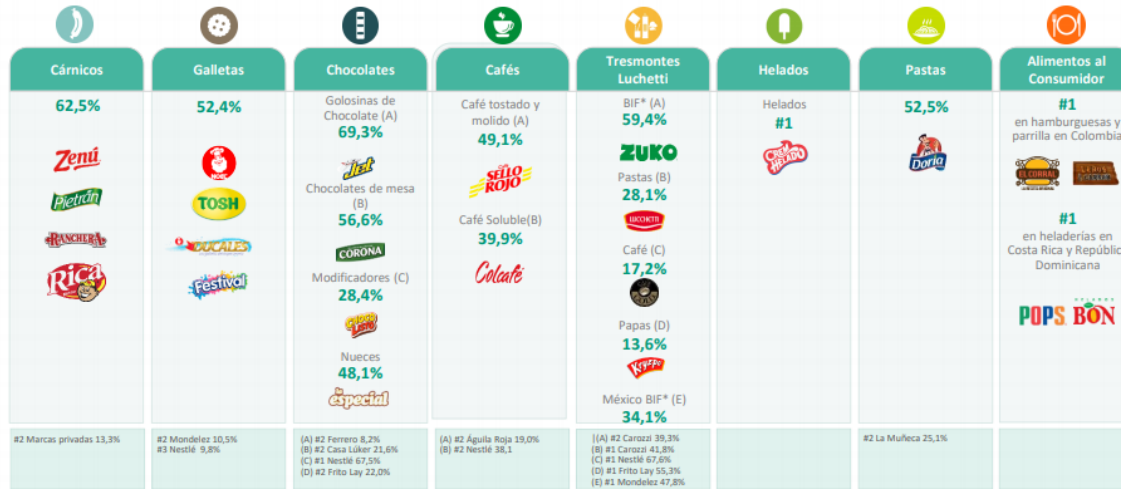 Cárnicos
62,5%
Zenú
Pietrán
RANCHERA
Rica
#2 Marcas privadas 13,3%
Galletas
52,4%
NOEL
TOSH
DUCALES
Festival
#2 Mondelez 10,5%
#3 Nestlé 9,8%
Chocolates
Golosinas de
Chocolate (A)
69,3%
Jet
Chocolates de mesa
(B)
56,6%
CORONA
Modificadores (C)
28,4%
CHOCO
LISTO
Nueces
48,1%
la
especial
(A) #2 Ferrero 8,2%
(B) #2 Casa Lúker 21,6%
(C) #1 Nestlé 67,5%
(D) #2 Frito Lay 22,0%
Cafés
Café tostado y
molido (A)
49,1%
SELLO
ROJO
Café Soluble(B)
39,9%
Colcafé
(A) #2 Águila Roja 19,0%
(B) #2 Nestlé 38,1
Tresmontes
Luchetti
BIF* (A)
59,4%
ZUKO
Pastas (B)
28,1%
LUCCHETTI
Café (C)
17,2%
Papas (D)
13,6%
Kryzpo
México BIF* (E)
34,1%
|(A) #2 Carozzi 39,3%
(B) #1 Carozzi 41,8%
(C) #1 Nestlé 67,6%
(D) #1 Frito Lay 55,3%
(E) #1 Mondelez 47,8%
Helados
Helados
#1
CREM
HELADO
Pastas
52,5%
Doria
#2 La Muñeca 25,1%
Alimentos al
Consumidor
#1
en hamburguesas y
parrilla en Colombia
EL CORRAL
#1
en heladerías en
Costa Rica y Repúblic
Dominicana
POPS
HELADOS
BON